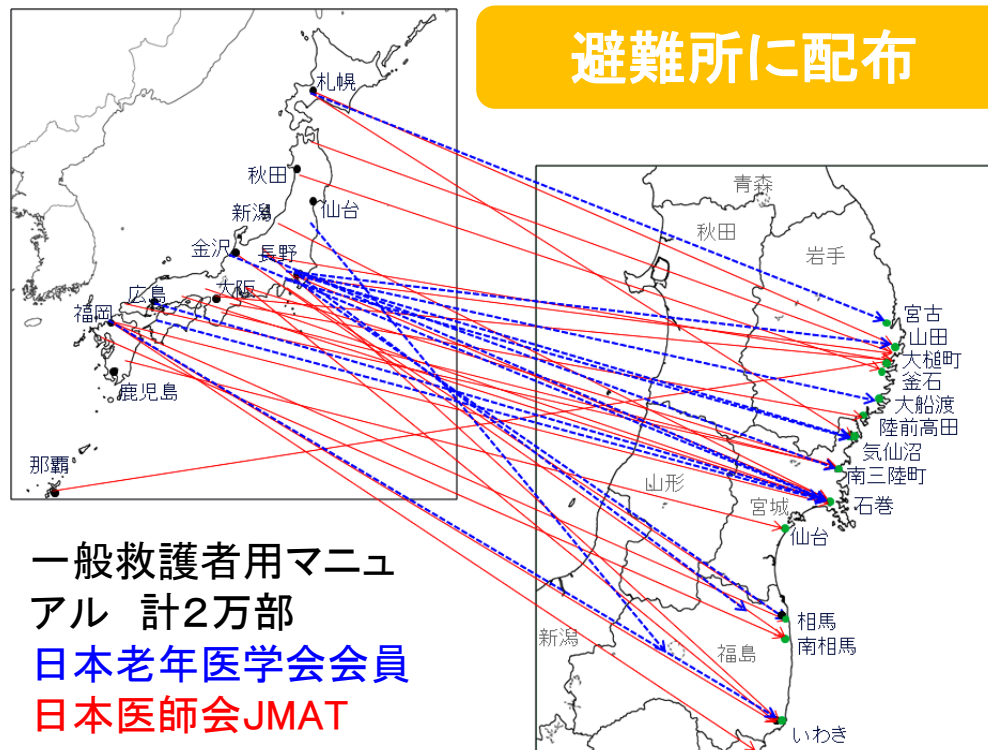 避難所に配布
札幌
秋田
仙台
新潟
金沢
長野
大阪
広島
福岡
鹿児島
那覇
青森
秋田
岩手
宮古
山田
大槌町
釜石
大船渡
陸前高田
気仙沼
南三陸町
石巻
山形
宮城
仙台
相馬
南相馬
新潟
福島
いわき
一般救護者用マニュ
アル 計2万部
日本老年医学会会員
日本医師会JMAT